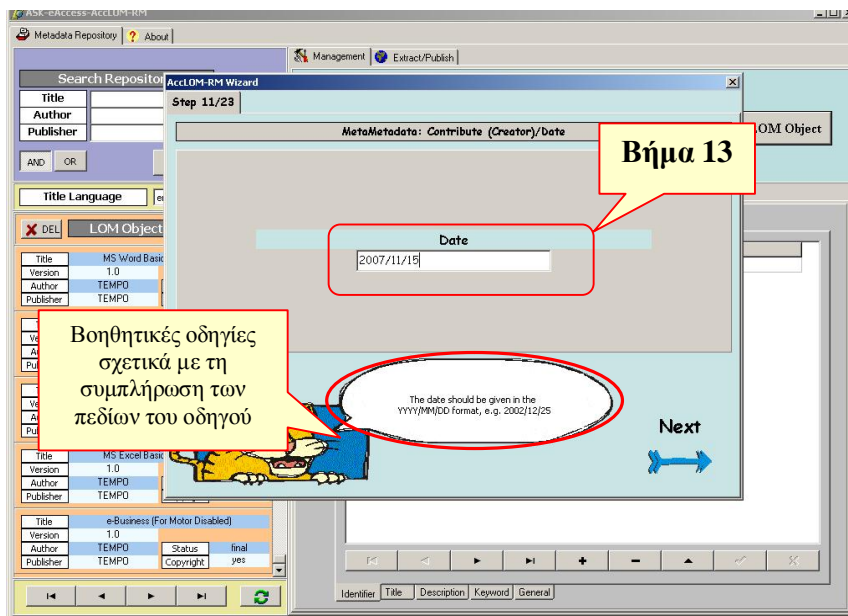 ASK-eAccess-AccLOM-RM
Metadata Repository
About
Management
Extract/Publish
Search Reposito
Title
Author
Publisher
AND
OR
Title Language
DEL
LOM Object
Title MS Word Basic
Version 1.0
Author TEMPO
Publisher TEMPO
Title MS Excel Basic
Version 1.0
Author TEMPO
Publisher TEMPO
Title e-Business (For Motor Disabled)
Version 1.0
Author TEMPO Status final
Publisher TEMPO Copyright yes
AccLOM-RM Wizard
Step 11/23
MetaMetadata: Contribute (Creator)/Date
Date
2007/11/15
The date should be given in the
YYYY/MM/DD format, e.g. 2002/12/25
Next
Βήμα 13
LOM Object
Βοηθητικές οδηγίες
σχετικά με τη
συμπλήρωση των
πεδίων του οδηγού
Identifier Title Description Keyword General